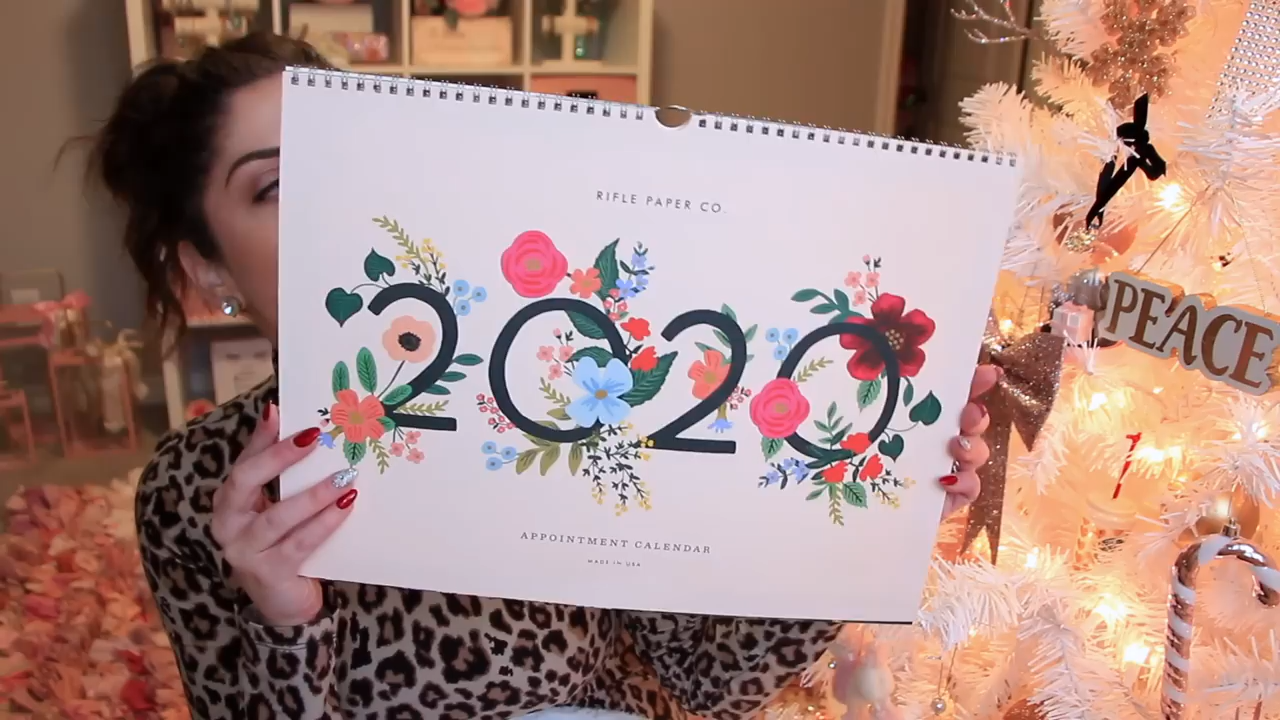 RIFLE PAPER CO.
2020
APPOINTMENT CALENDAR
MADE IN USA
PEACE